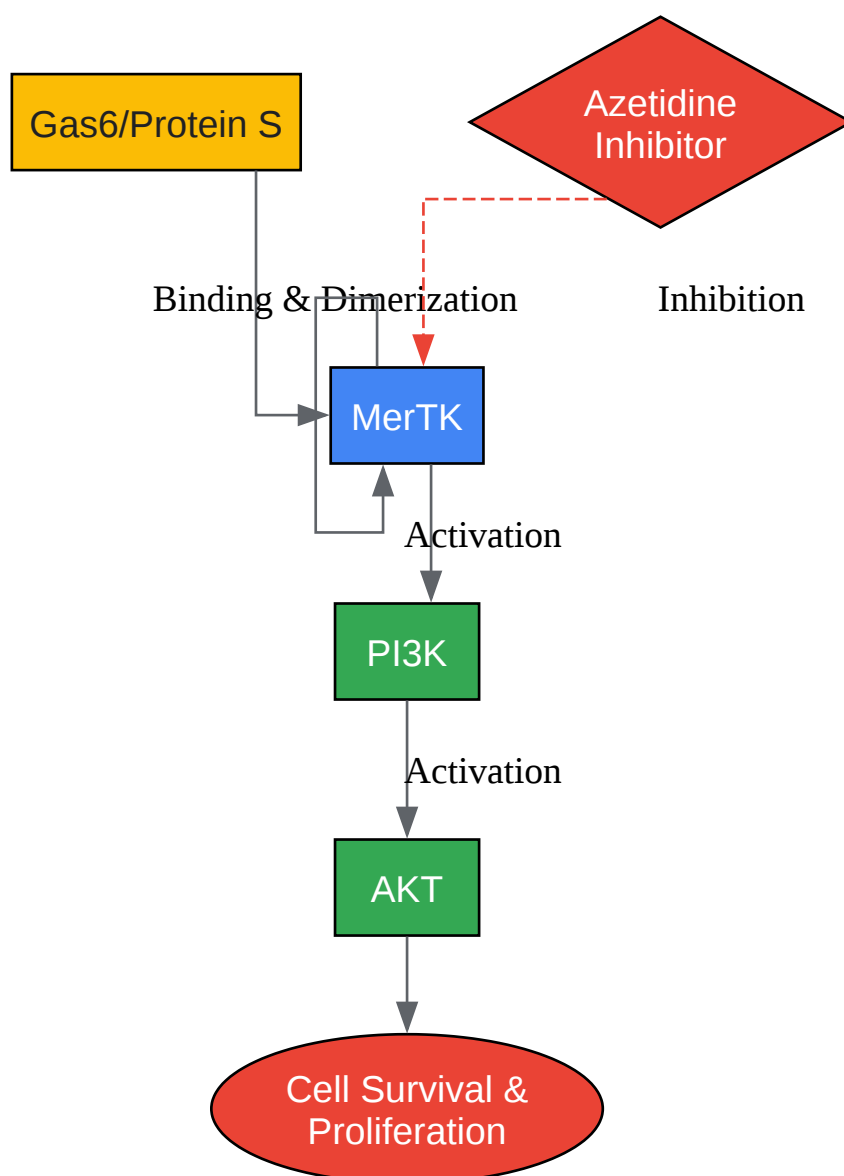 Gas6/Protein S
Azetidine
Inhibitor
Binding & Dimerization
Inhibition
MerTK
Activation
PI3K
Activation
AKT
Cell Survival &
Proliferation